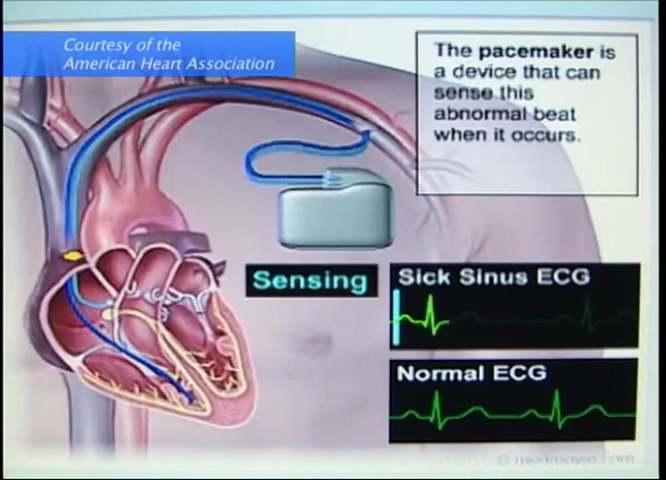 Courtesy of the
American Heart Association
The pacemaker is
a device that can
sense this
abnormal beat
when it occurs.
Sensing
Sick Sinus ECG
Normal ECG
© medmovie.com